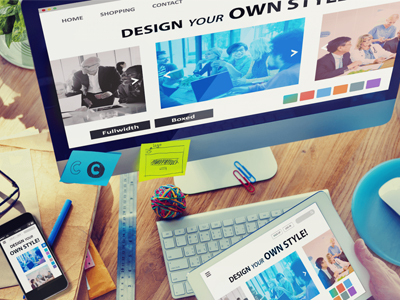 HOME SHOPPING CONTACT
DESIGN YOUR OWN STYLE!
Fullwidth
Boxed
C C
DESIGN YOUR OWN STYLE!
DESIGN YOUR OWN STYLE!